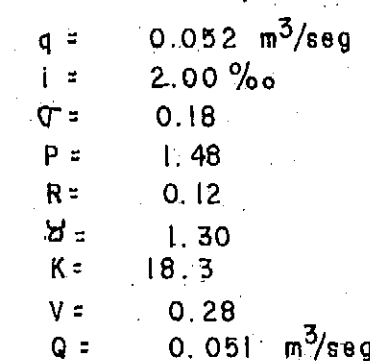 q = 0.052 m³/seg
i = 2.00 ‰
σ = 0.18
P = 1.48
R = 0.12
ɣ = 1.30
K = 18.3
V = 0.28
Q = 0.051 m³/seg